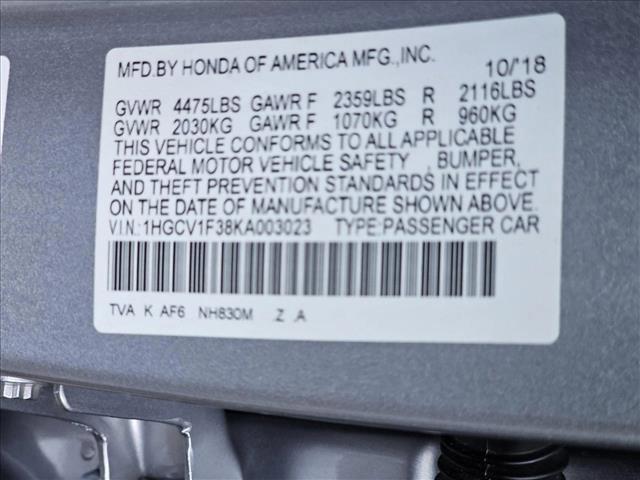 MFD.BY HONDA OF AMERICA MFG.,INC. 10/'18
GVWR 4475LBS GAWR F 2359LBS R 2116LBS
GVWR 2030KG GAWR F 1070KG R 960KG
THIS VEHICLE CONFORMS TO ALL APPLICABLE
FEDERAL MOTOR VEHICLE SAFETY , BUMPER,
AND THEFT PREVENTION STANDARDS IN EFFECT
ON THE DATE OF MANUFACTURE SHOWN ABOVE.
V.I.N.:1HGCV1F38KA003023 TYPE:PASSENGER CAR
TVA K AF6 NH830M Z A